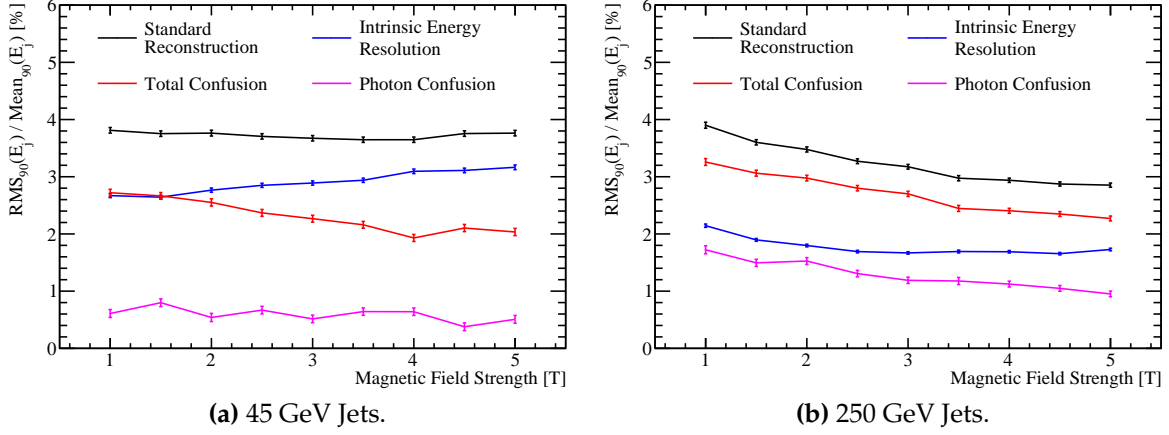 RMS90(Ej) / Mean90(Ej) [%]
Standard Reconstruction
Intrinsic Energy Resolution
Total Confusion
Photon Confusion
6
5
4
3
2
1
0
1 2 3 4 5
Magnetic Field Strength [T]
(a) 45 GeV Jets.
RMS90(Ej) / Mean90(Ej) [%]
Standard Reconstruction
Intrinsic Energy Resolution
Total Confusion
Photon Confusion
6
5
4
3
2
1
0
1 2 3 4 5
Magnetic Field Strength [T]
(b) 250 GeV Jets.